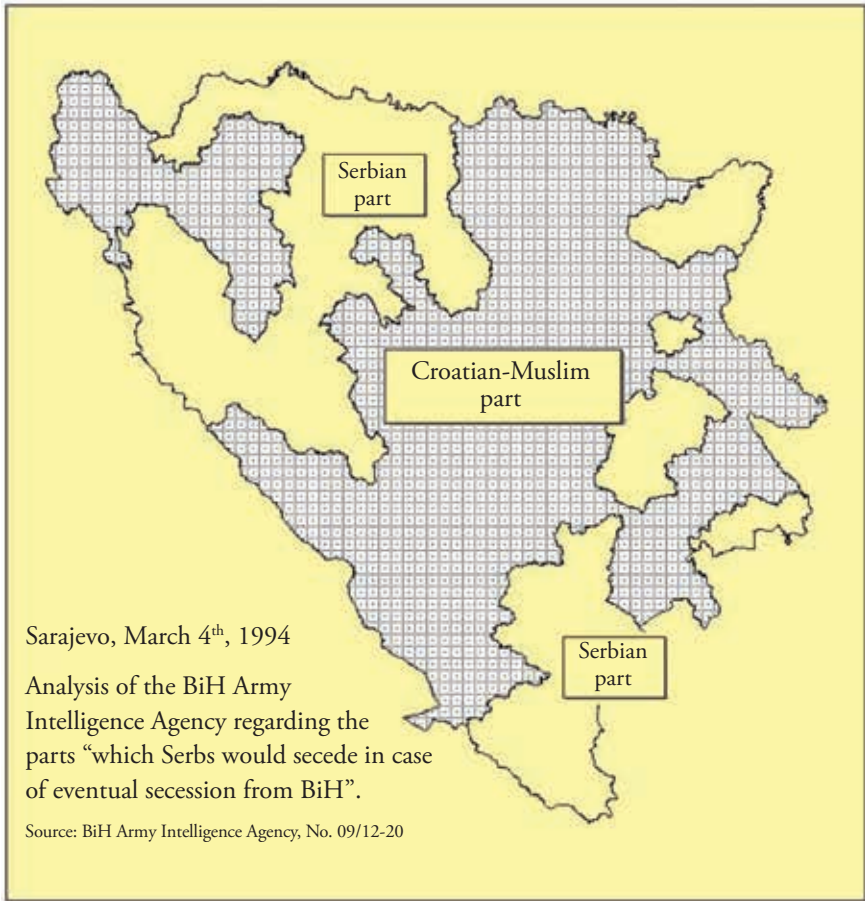 Serbian
part
Croatian-Muslim
part
Serbian
part
Sarajevo, March 4th, 1994
Analysis of the BiH Army
Intelligence Agency regarding the
parts “which Serbs would secede in case
of eventual secession from BiH”.
Source: BiH Army Intelligence Agency, No. 09/12-20